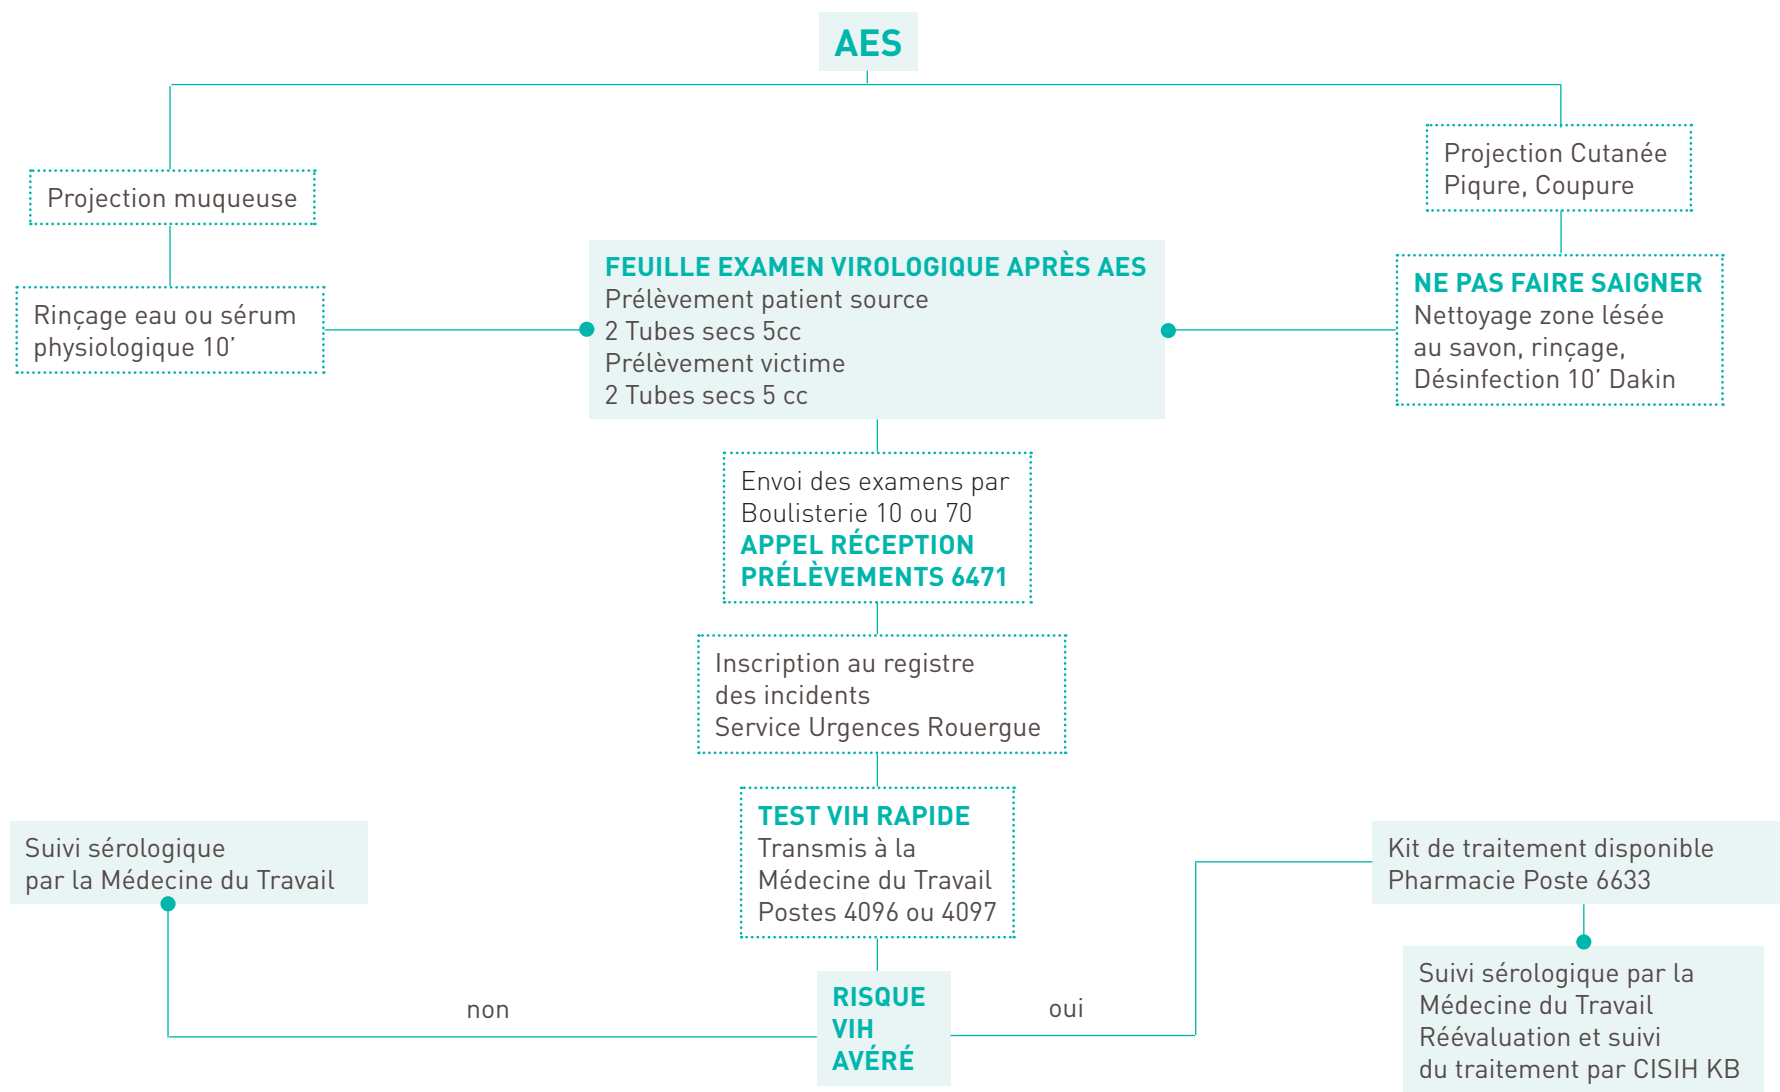 AES
Projection muqueuse
Projection Cutanée
Piqure, Coupure
Rinçage eau ou sérum
physiologique 10’
FEUILLE EXAMEN VIROLOGIQUE APRÈS AES
Prélèvement patient source
2 Tubes secs 5cc
Prélèvement victime
2 Tubes secs 5 cc
NE PAS FAIRE SAIGNER
Nettoyage zone lésée
au savon, rinçage,
Désinfection 10’ Dakin
Envoi des examens par
Boulisterie 10 ou 70
APPEL RÉCEPTION
PRÉLÈVEMENTS 6471
Inscription au registre
des incidents
Service Urgences Rouergue
TEST VIH RAPIDE
Transmis à la
Médecine du Travail
Postes 4096 ou 4097
RISQUE
VIH
AVÉRÉ
non
oui
Suivi sérologique
par la Médecine du Travail
Kit de traitement disponible
Pharmacie Poste 6633
Suivi sérologique par la
Médecine du Travail
Réévaluation et suivi
du traitement par CISIH KB